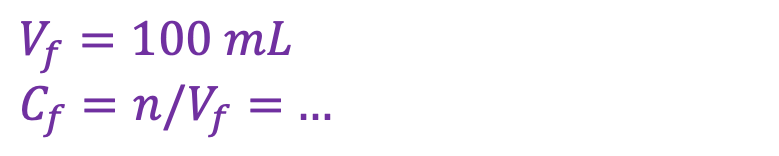 V_f = 100 mL
C_f = n/V_f = ...